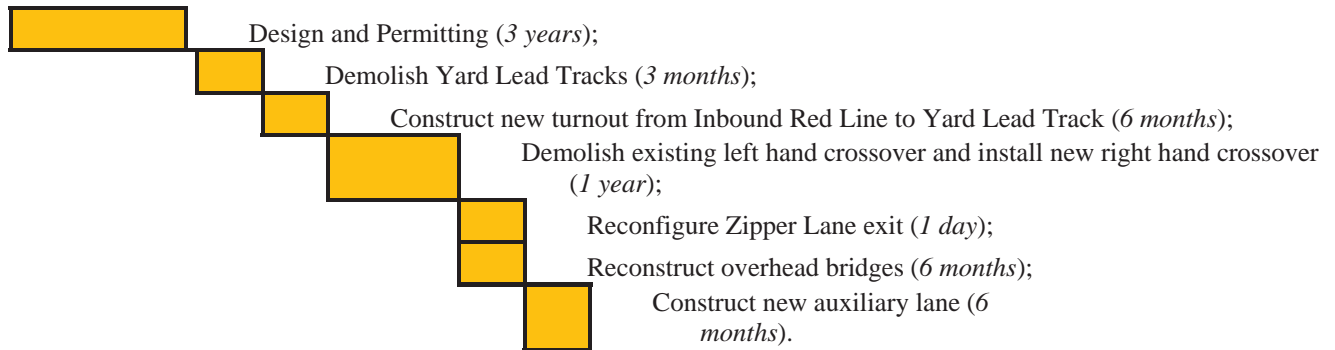 Design and Permitting (3 years);
Demolish Yard Lead Tracks (3 months);
Construct new turnout from Inbound Red Line to Yard Lead Track (6 months);
Demolish existing left hand crossover and install new right hand crossover
(1 year);
Reconfigure Zipper Lane exit (1 day);
Reconstruct overhead bridges (6 months);
Construct new auxiliary lane (6
months).